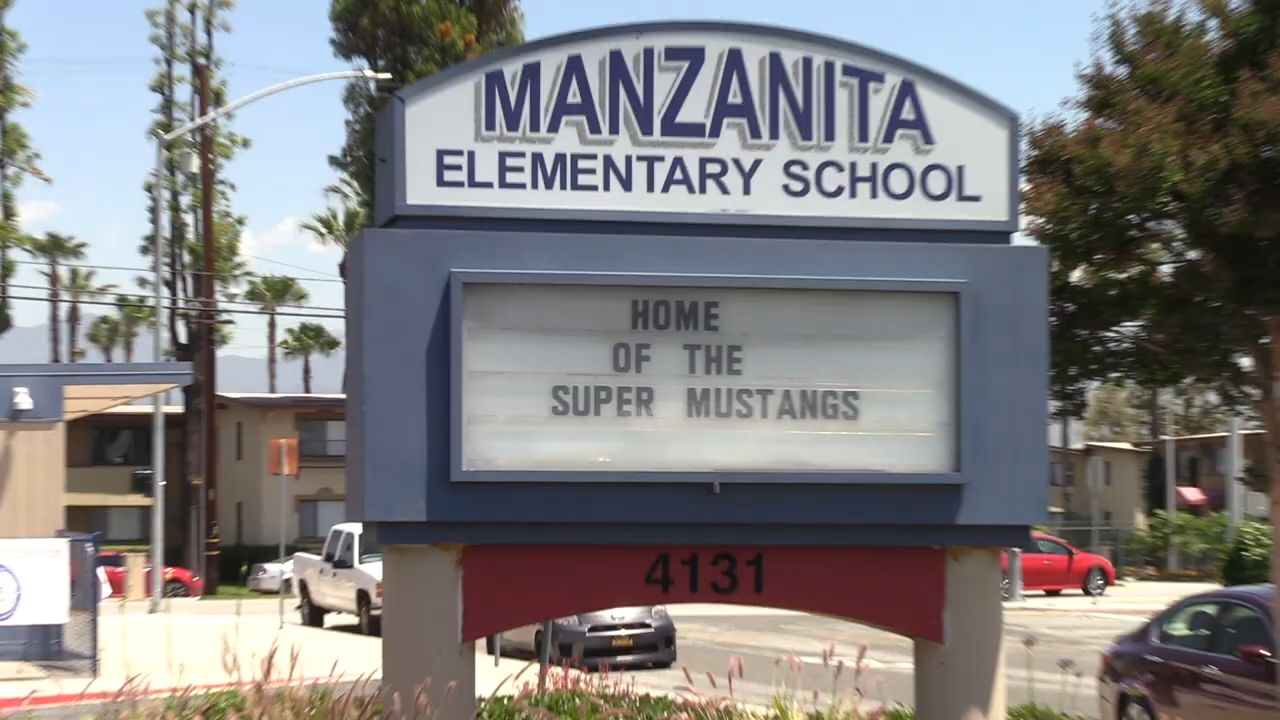 MANZANITA
ELEMENTARY SCHOOL
HOME
OF THE
SUPER MUSTANGS
4131